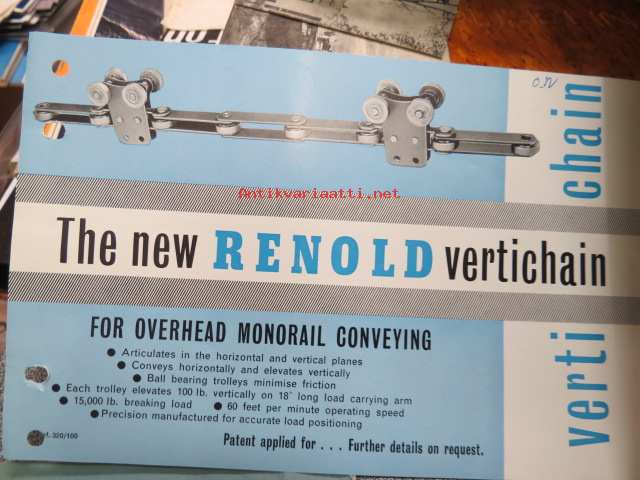 O.V.
Antikvariaatti.net
The new RENOLD vertichain
FOR OVERHEAD MONORAIL CONVEYING
● Articulates in the horizontal and vertical planes
● Conveys horizontally and elevates vertically
● Ball bearing trolleys minimise friction
● Each trolley elevates 100 lb. vertically on 18" long load carrying arm
● 15,000 lb. breaking load ● 60 feet per minute operating speed
● Precision manufactured for accurate load positioning
320/100
Patent applied for . . . Further details on request.
verti chain